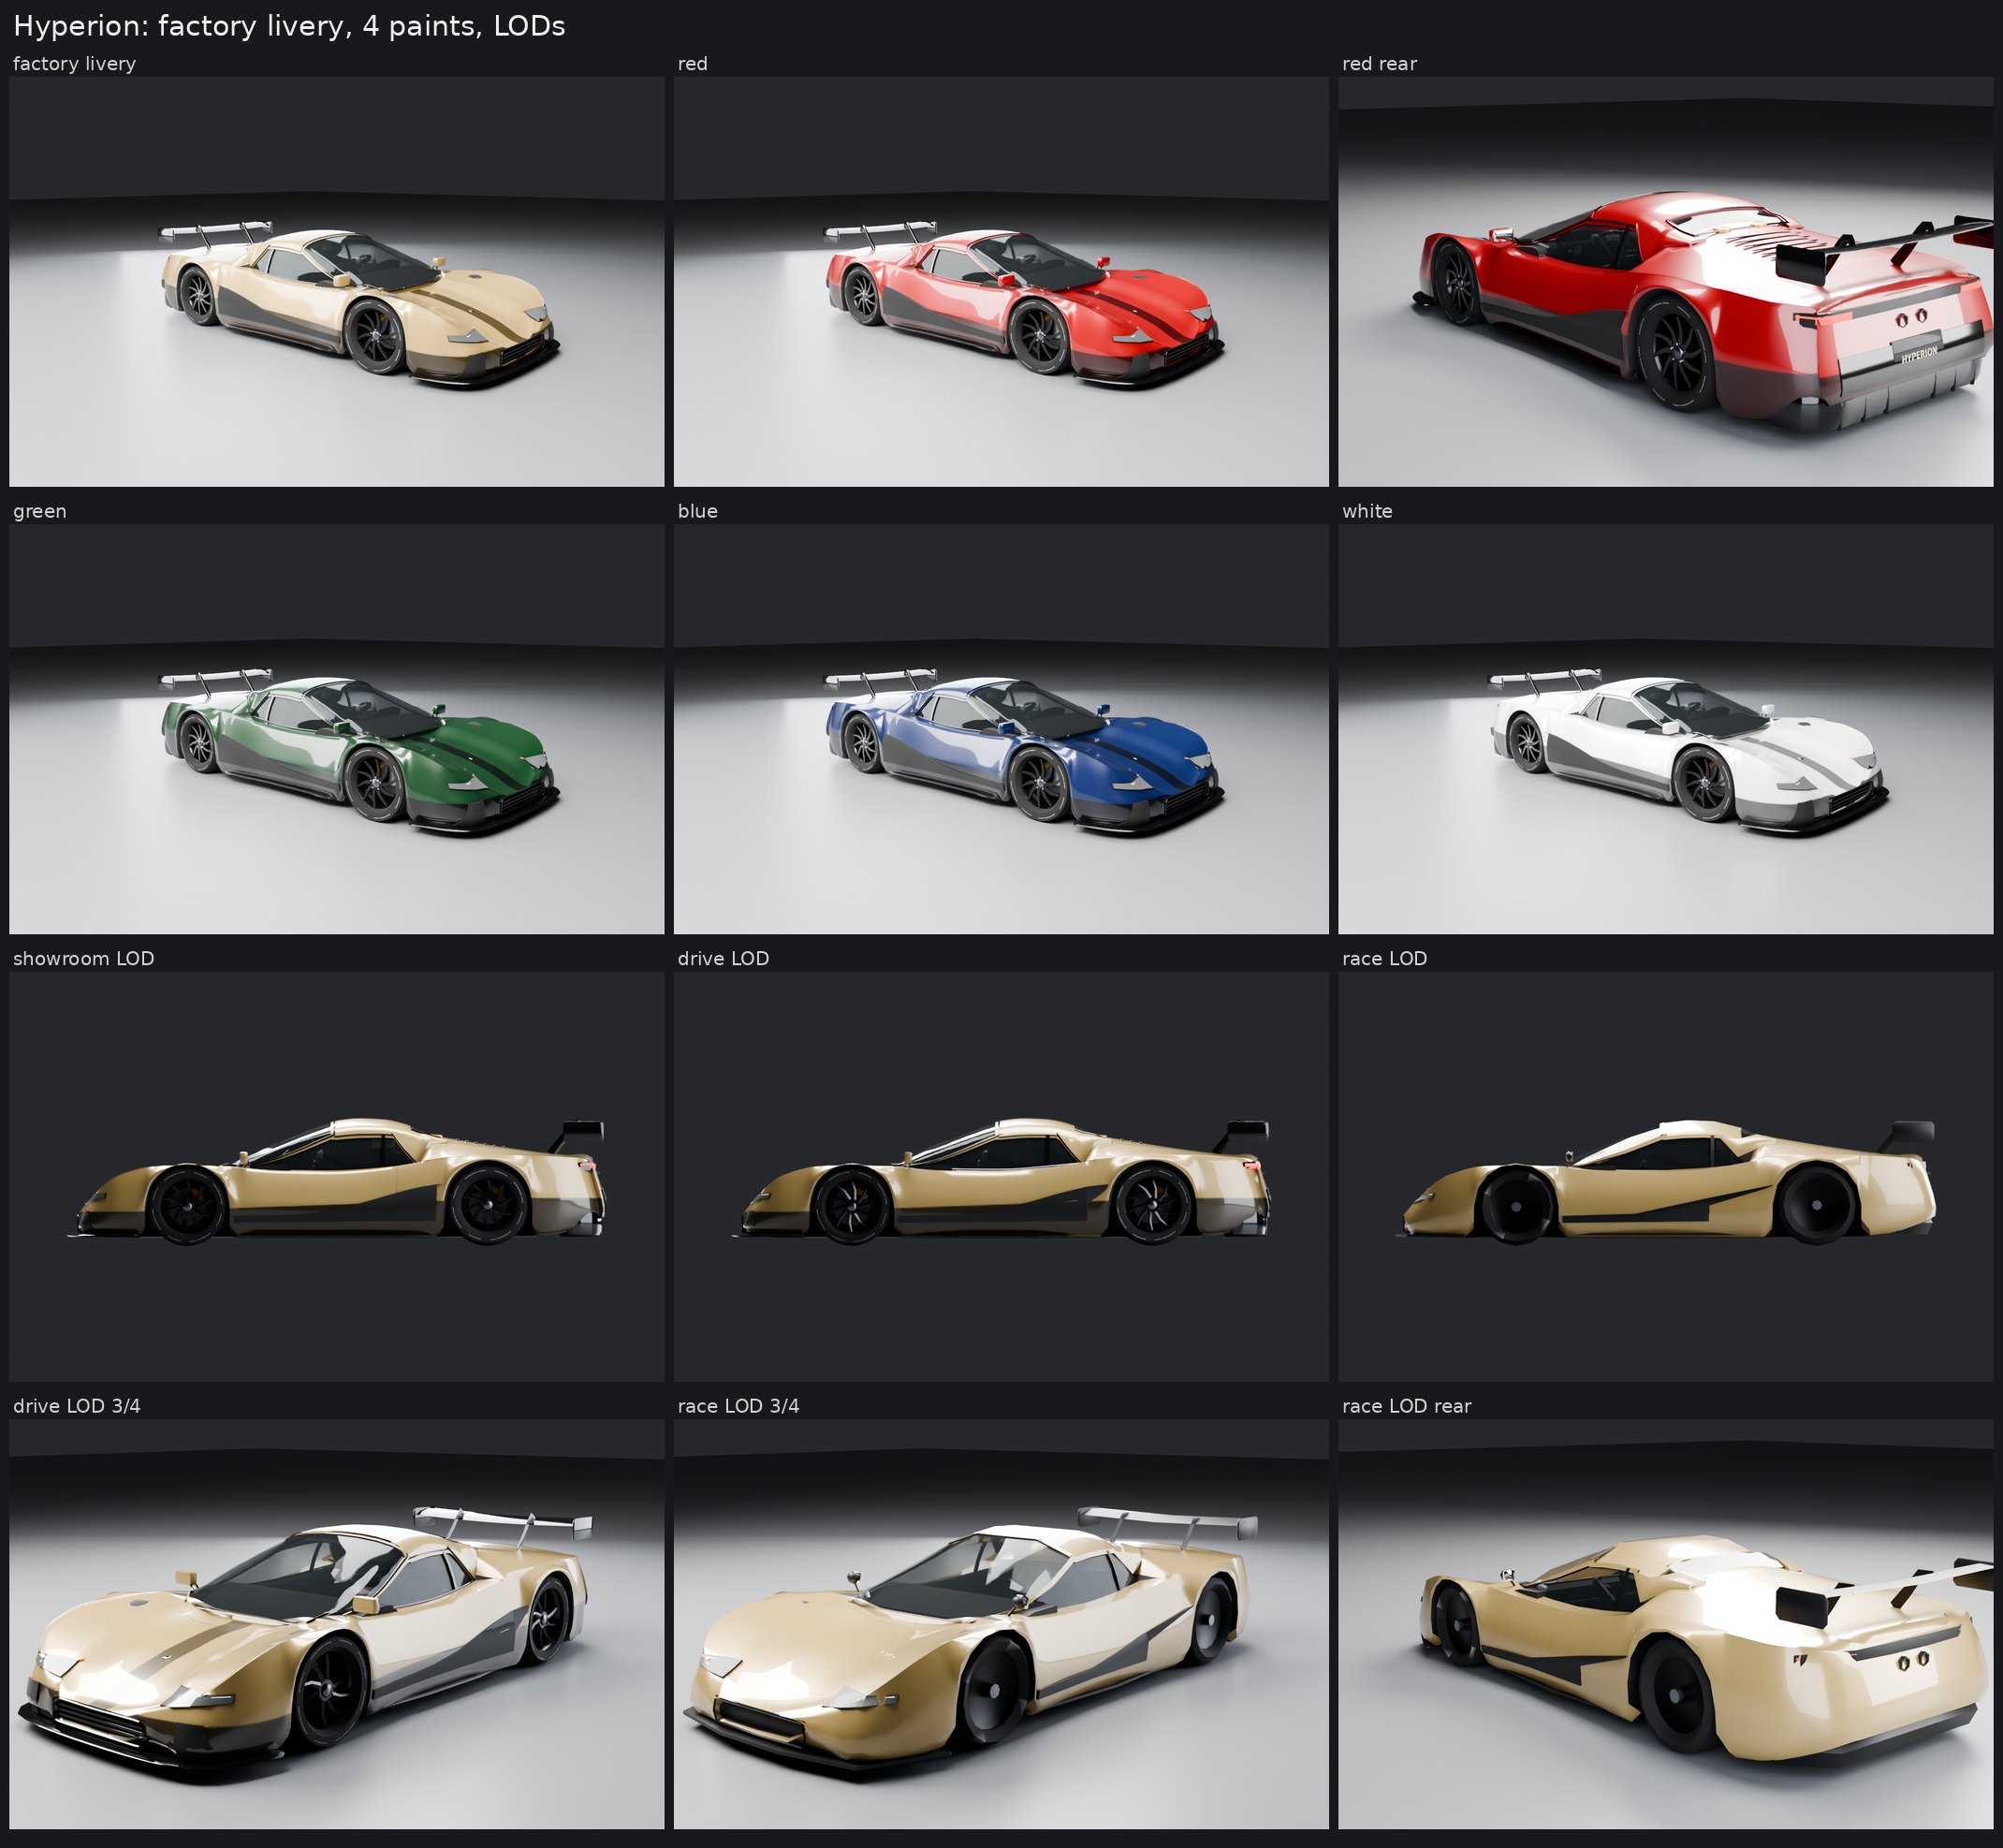 Hyperion: factory livery, 4 paints, LODs
factory livery
red
red rear
HYPERION
green
blue
white
showroom LOD
drive LOD
race LOD
drive LOD 3/4
race LOD 3/4
race LOD rear